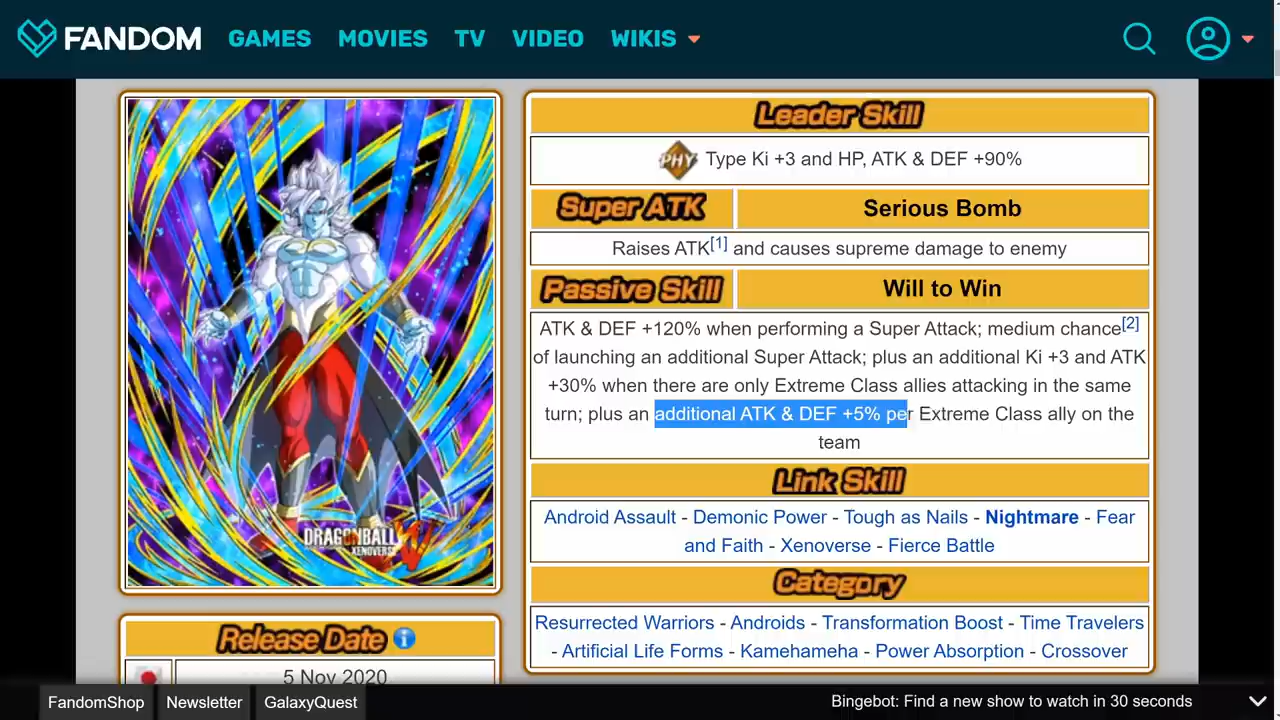 FANDOM GAMES MOVIES TV VIDEO WIKIS
DRAGONBALL XV
XENOVERSE
Release Date i
5 Nov 2020
Leader Skill
PHY Type Ki +3 and HP, ATK & DEF +90%
Super ATK Serious Bomb
Raises ATK[1] and causes supreme damage to enemy
Passive Skill Will to Win
ATK & DEF +120% when performing a Super Attack; medium chance[2]
of launching an additional Super Attack; plus an additional Ki +3 and ATK
+30% when there are only Extreme Class allies attacking in the same
turn; plus an additional ATK & DEF +5% per Extreme Class ally on the
team
Link Skill
Android Assault - Demonic Power - Tough as Nails - Nightmare - Fear
and Faith - Xenoverse - Fierce Battle
Category
Resurrected Warriors - Androids - Transformation Boost - Time Travelers
- Artificial Life Forms - Kamehameha - Power Absorption - Crossover
FandomShop Newsletter GalaxyQuest Bingebot: Find a new show to watch in 30 seconds